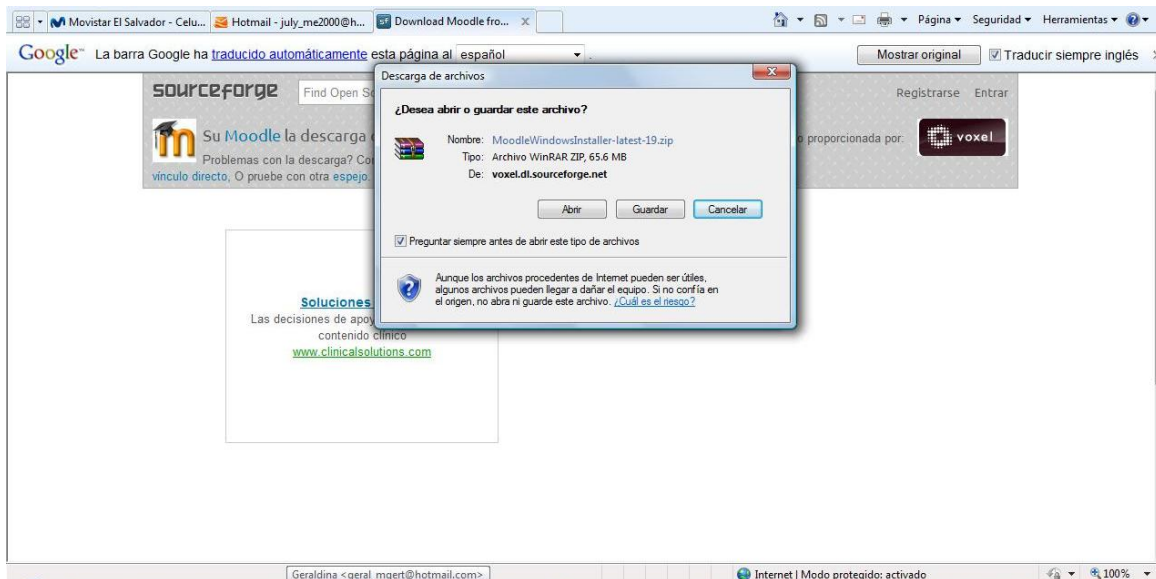 Movistar El Salvador - Celu... Hotmail - july_me2000@h... Download Moodle fro... x Página Seguridad Herramientas
Google La barra Google ha traducido automáticamente esta página al español . Mostrar original Traducir siempre inglés
sourceforge Find Open So Registrarse Entrar
Su Moodle la descarga o proporcionada por: voxel
Problemas con la descarga? Co
vínculo directo, O pruebe con otra espejo.
Descarga de archivos
¿Desea abrir o guardar este archivo?
Nombre: MoodleWindowsInstaller-latest-19.zip
Tipo: Archivo WinRAR ZIP, 65.6 MB
De: voxel.dl.sourceforge.net
Abrir Guardar Cancelar
Preguntar siempre antes de abrir este tipo de archivos
Aunque los archivos procedentes de Internet pueden ser útiles,
algunos archivos pueden llegar a dañar el equipo. Si no confía en
el origen, no abra ni guarde este archivo. ¿Cuál es el riesgo?
Soluciones
Las decisiones de apoy
contenido clínico
www.clinicalsolutions.com
Geraldina <geral_mgert@hotmail.com> Internet | Modo protegido: activado 100%